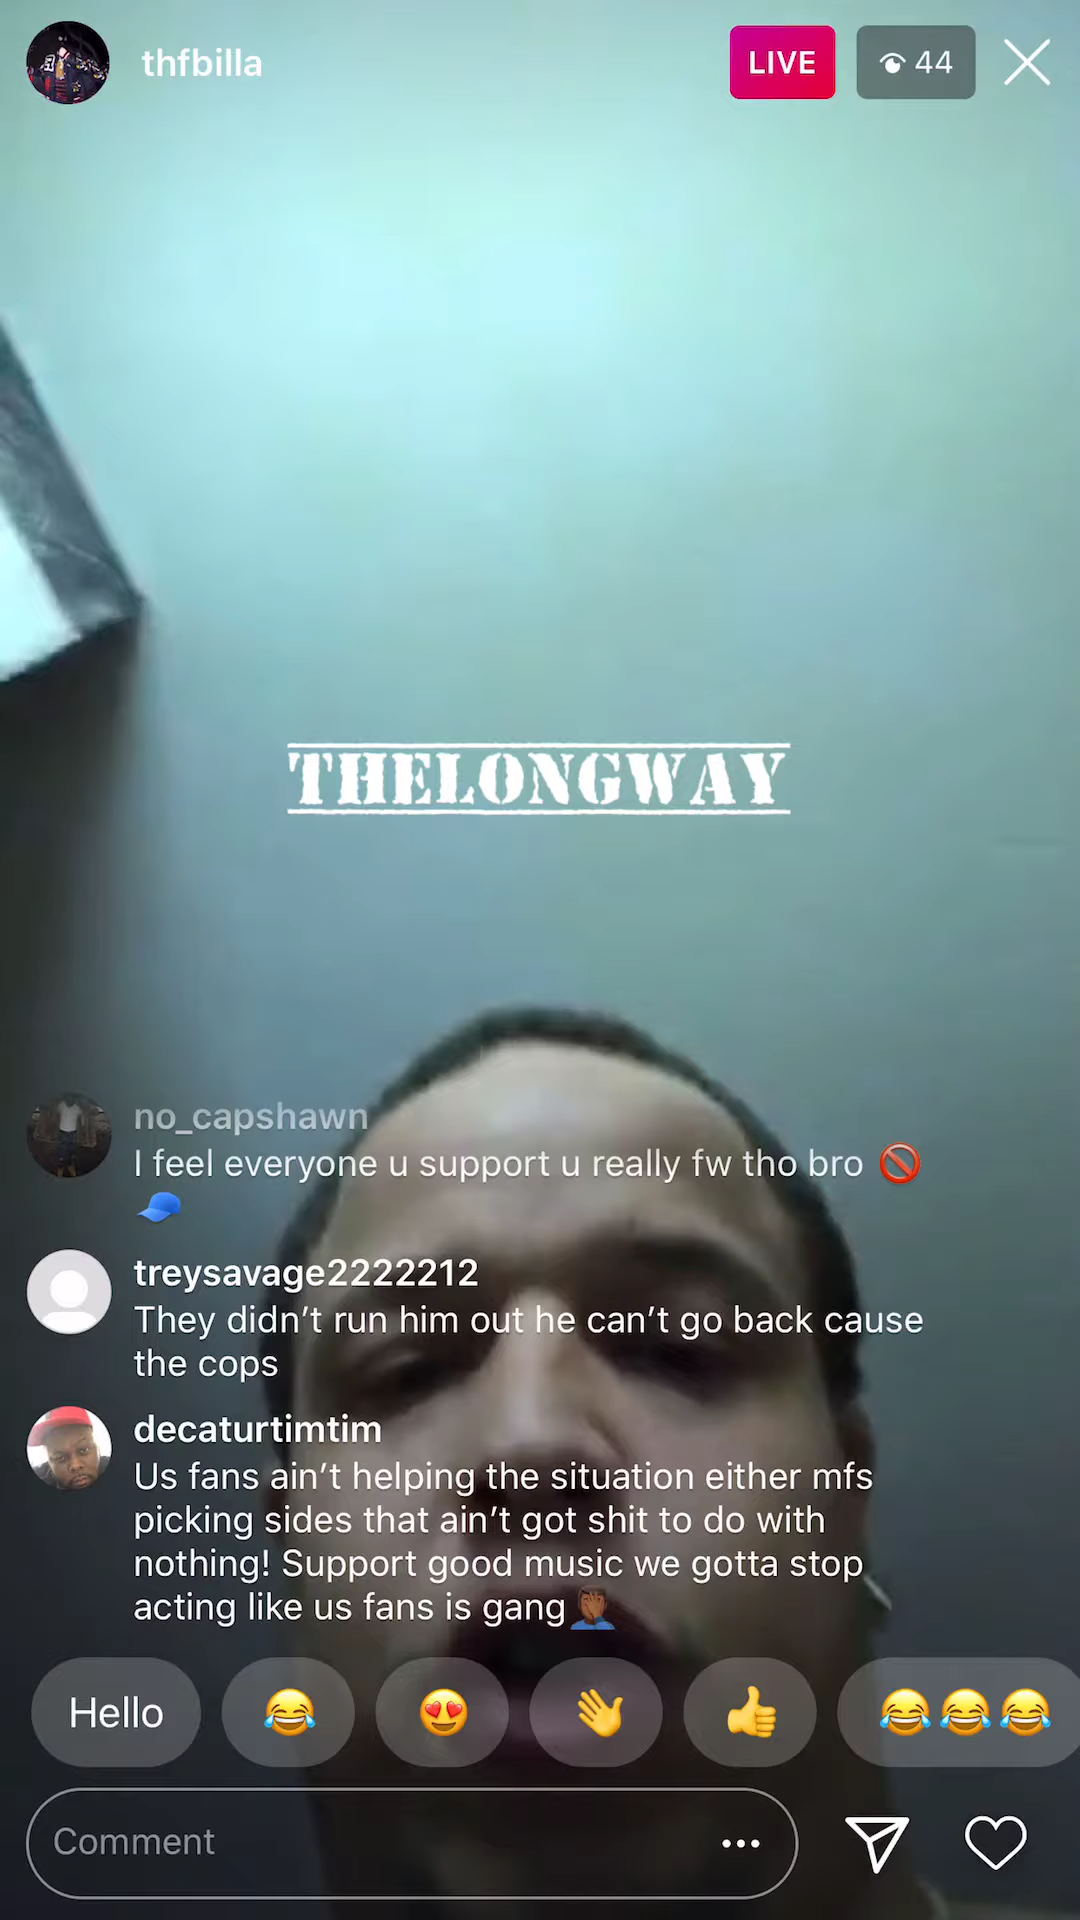 thfbilla
LIVE
44
THELONGWAY
no_capshawn
I feel everyone u support u really fw tho bro 🚫
🧢
treysavage2222212
They didn't run him out he can't go back cause
the cops
decaturtimtim
Us fans ain't helping the situation either mfs
picking sides that ain't got shit to do with
nothing! Support good music we gotta stop
acting like us fans is gang🤦🏾‍♂️
Hello 😂 😍 👋 👍 😂😂😂
Comment